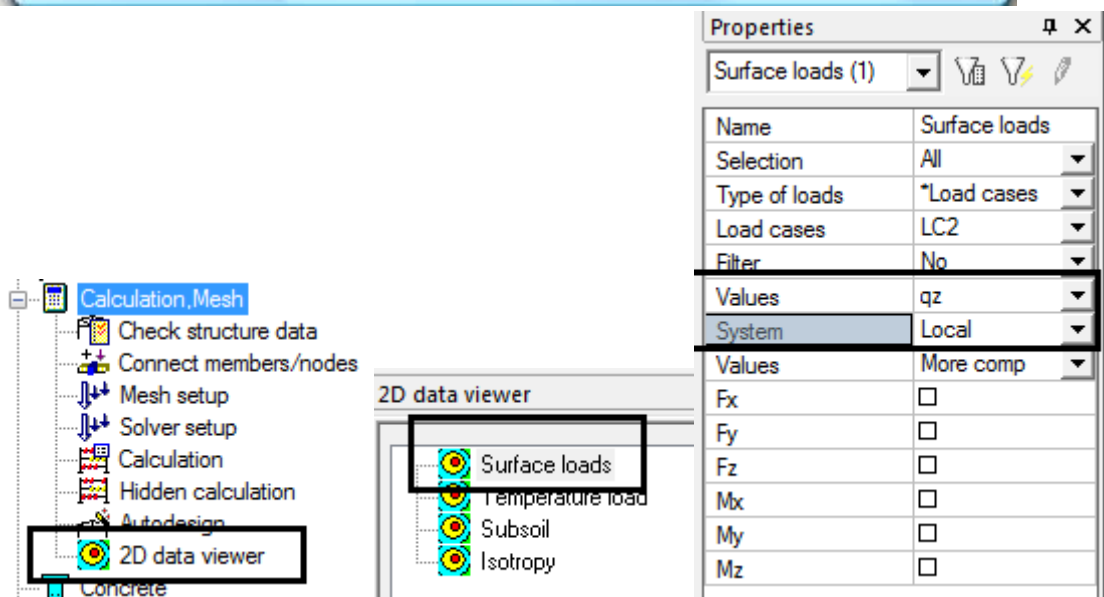 Properties
Surface loads (1)
Name Surface loads
Selection All
Type of loads *Load cases
Load cases LC2
Filter No
Values qz
System Local
Values More comp
Fx
Fy
Fz
Mx
My
Mz
Calculation,Mesh
Check structure data
Connect members/nodes
Mesh setup
Solver setup
Calculation
Hidden calculation
Autodesign
2D data viewer
Concrete
2D data viewer
Surface loads
Temperature load
Subsoil
Isotropy